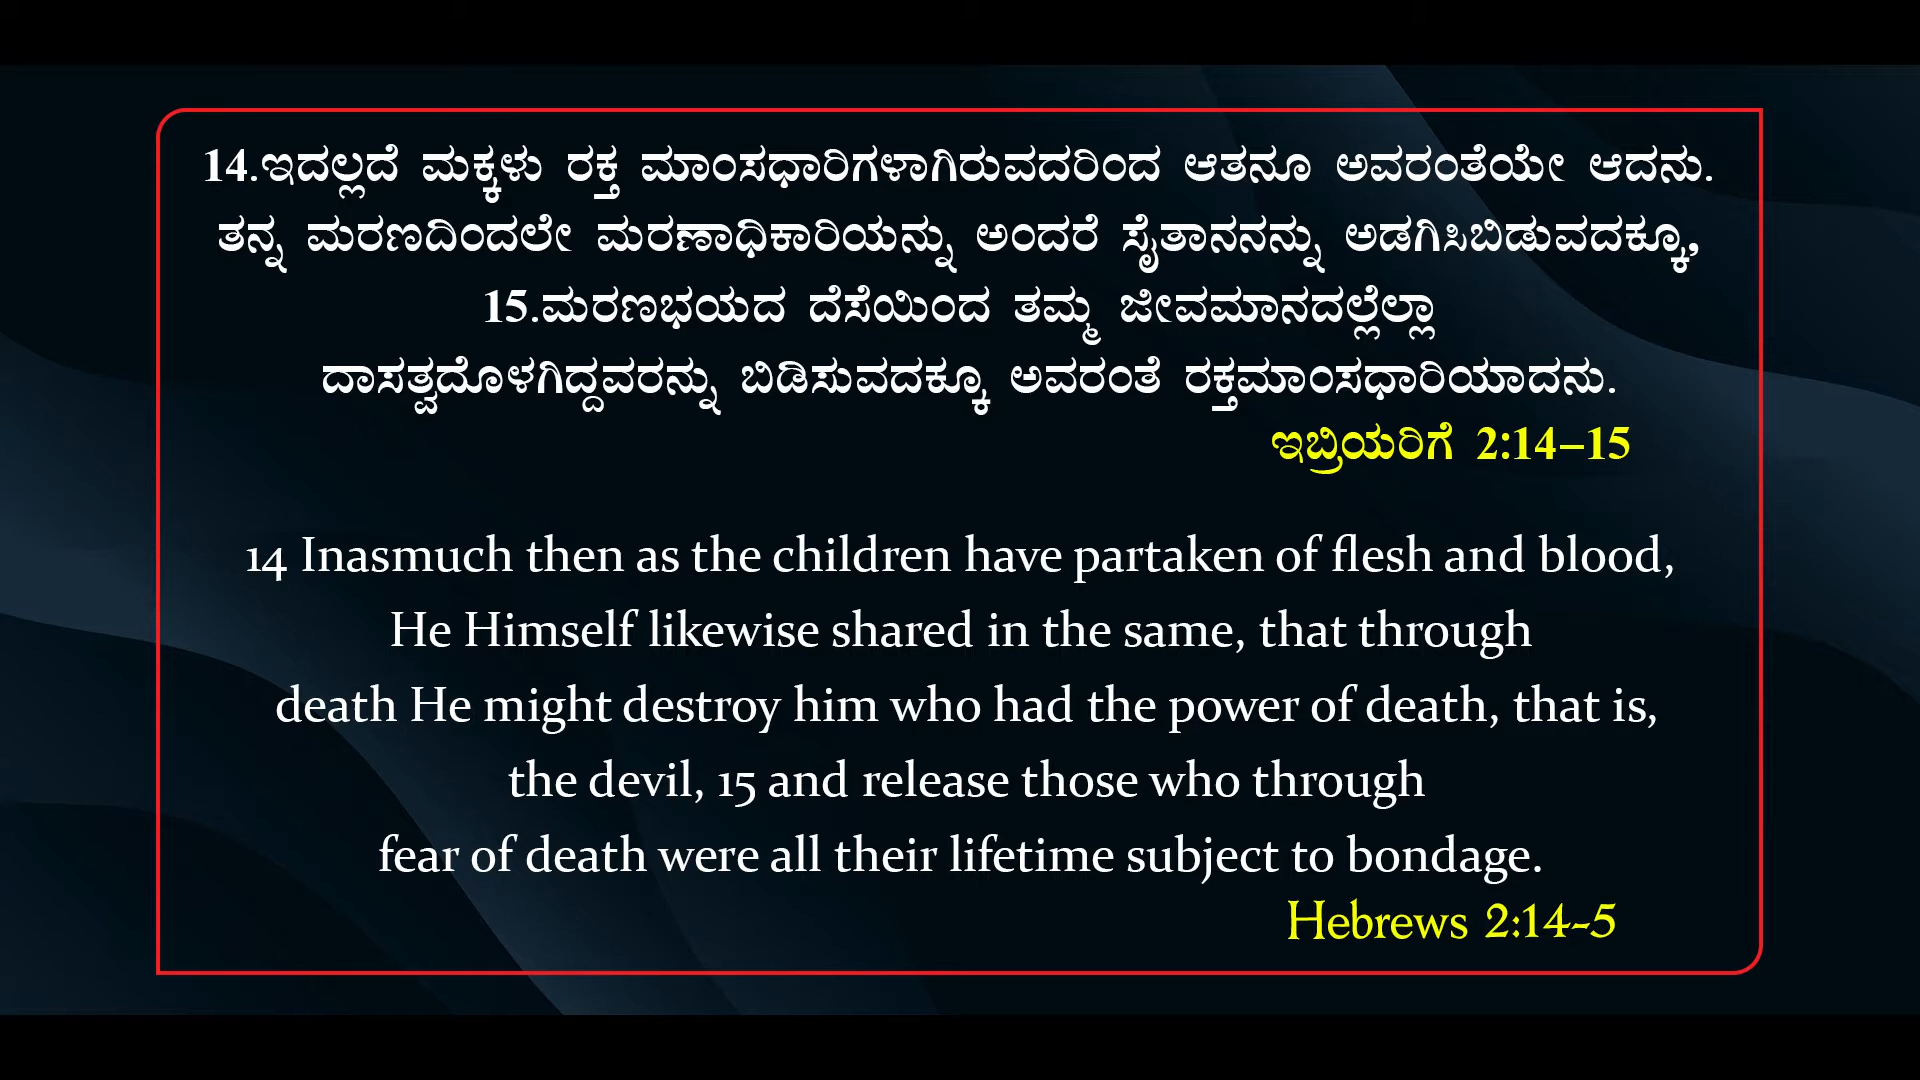 14.ಇದಲ್ಲದೆ ಮಕ್ಕಳು ರಕ್ತ ಮಾಂಸಧಾರಿಗಳಾಗಿರುವದರಿಂದ ಆತನೂ ಅವರಂತೆಯೇ ಆದನು.
ತನ್ನ ಮರಣದಿಂದಲೇ ಮರಣಾಧಿಕಾರಿಯನ್ನು ಅಂದರೆ ಸೈತಾನನನ್ನು ಅಡಗಿಸಿಬಿಡುವದಕ್ಕೂ,
15.ಮರಣಭಯದ ದೆಸೆಯಿಂದ ತಮ್ಮ ಜೀವಮಾನದಲ್ಲೆಲ್ಲಾ
ದಾಸತ್ವದೊಳಗಿದ್ದವರನ್ನು ಬಿಡಿಸುವದಕ್ಕೂ ಅವರಂತೆ ರಕ್ತಮಾಂಸಧಾರಿಯಾದನು.
ಇಬ್ರಿಯರಿಗೆ 2:14–15
14 Inasmuch then as the children have partaken of flesh and blood,
He Himself likewise shared in the same, that through
death He might destroy him who had the power of death, that is,
the devil, 15 and release those who through
fear of death were all their lifetime subject to bondage.
Hebrews 2:14-5